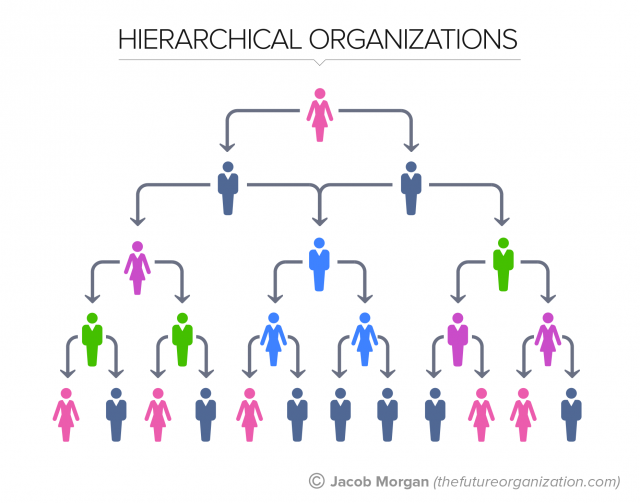 HIERARCHICAL ORGANIZATIONS
© Jacob Morgan (thefutureorganization.com)